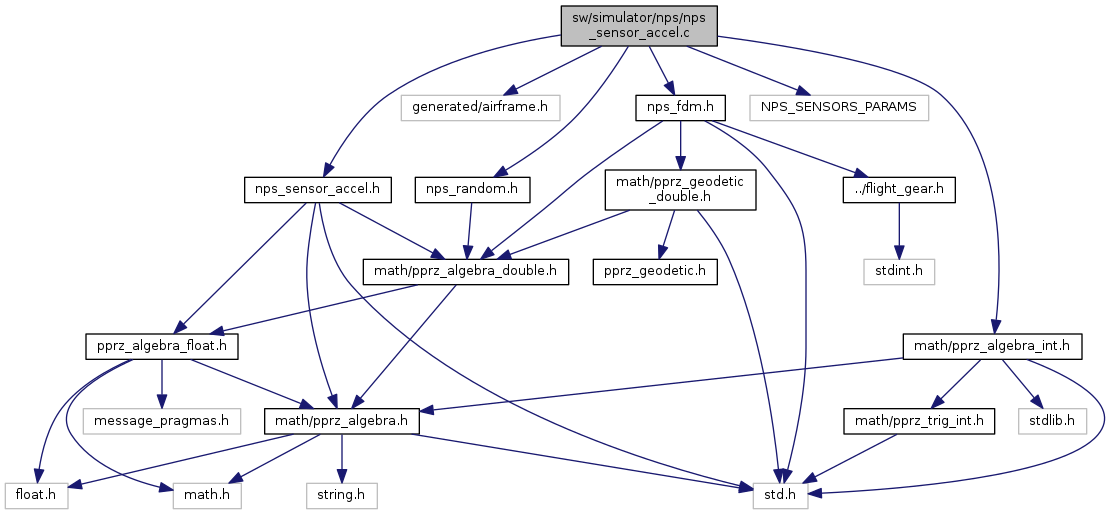 sw/simulator/nps/nps
_sensor_accel.c
generated/airframe.h
nps_fdm.h
NPS_SENSORS_PARAMS
nps_sensor_accel.h
nps_random.h
math/pprz_geodetic
_double.h
../flight_gear.h
math/pprz_algebra_double.h
pprz_geodetic.h
stdint.h
pprz_algebra_float.h
math/pprz_algebra_int.h
message_pragmas.h
math/pprz_algebra.h
math/pprz_trig_int.h
stdlib.h
float.h
math.h
string.h
std.h